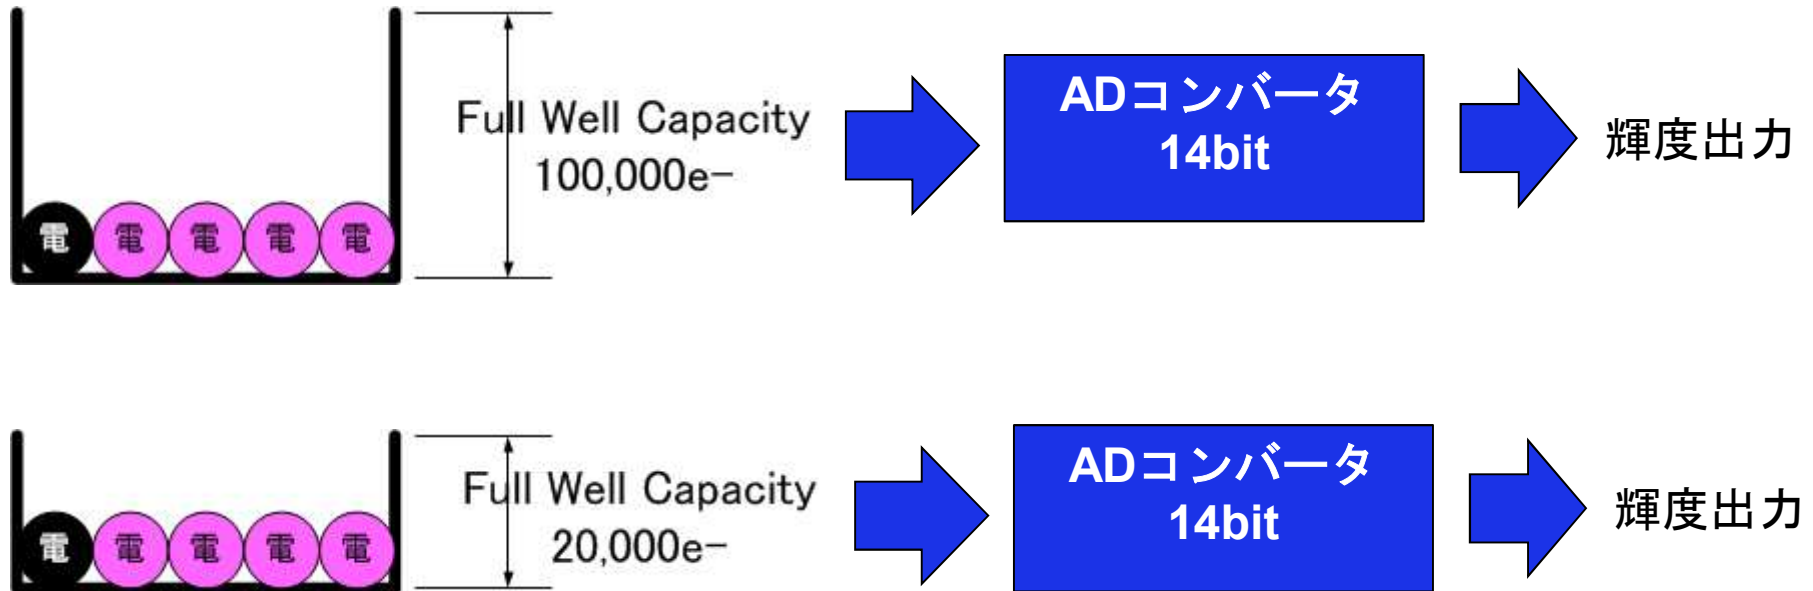 Full Well Capacity
100,000e-
ADコンバータ
14bit
輝度出力
電 電 電 電 電
Full Well Capacity
20,000e-
ADコンバータ
14bit
輝度出力
電 電 電 電 電